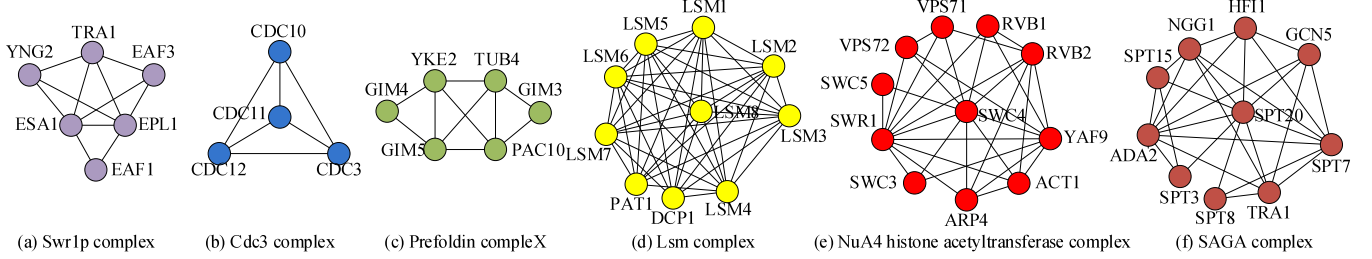 TRA1
YNG2
EAF3
ESA1
EPL1
EAF1
(a) Swr1p complex
CDC10
CDC11
CDC12
CDC3
(b) Cdc3 complex
YKE2
TUB4
GIM4
GIM3
GIM5
PAC10
(c) Prefoldin compleX
LSM1
LSM5
LSM2
LSM6
LSM8
LSM3
LSM7
PAT1
DCP1
LSM4
(d) Lsm complex
VPS71
RVB1
VPS72
RVB2
SWC5
SWC4
SWR1
YAF9
SWC3
ACT1
ARP4
(e) NuA4 histone acetyltransferase complex
HFI1
NGG1
GCN5
SPT15
SPT20
ADA2
SPT7
SPT3
SPT8
TRA1
(f) SAGA complex